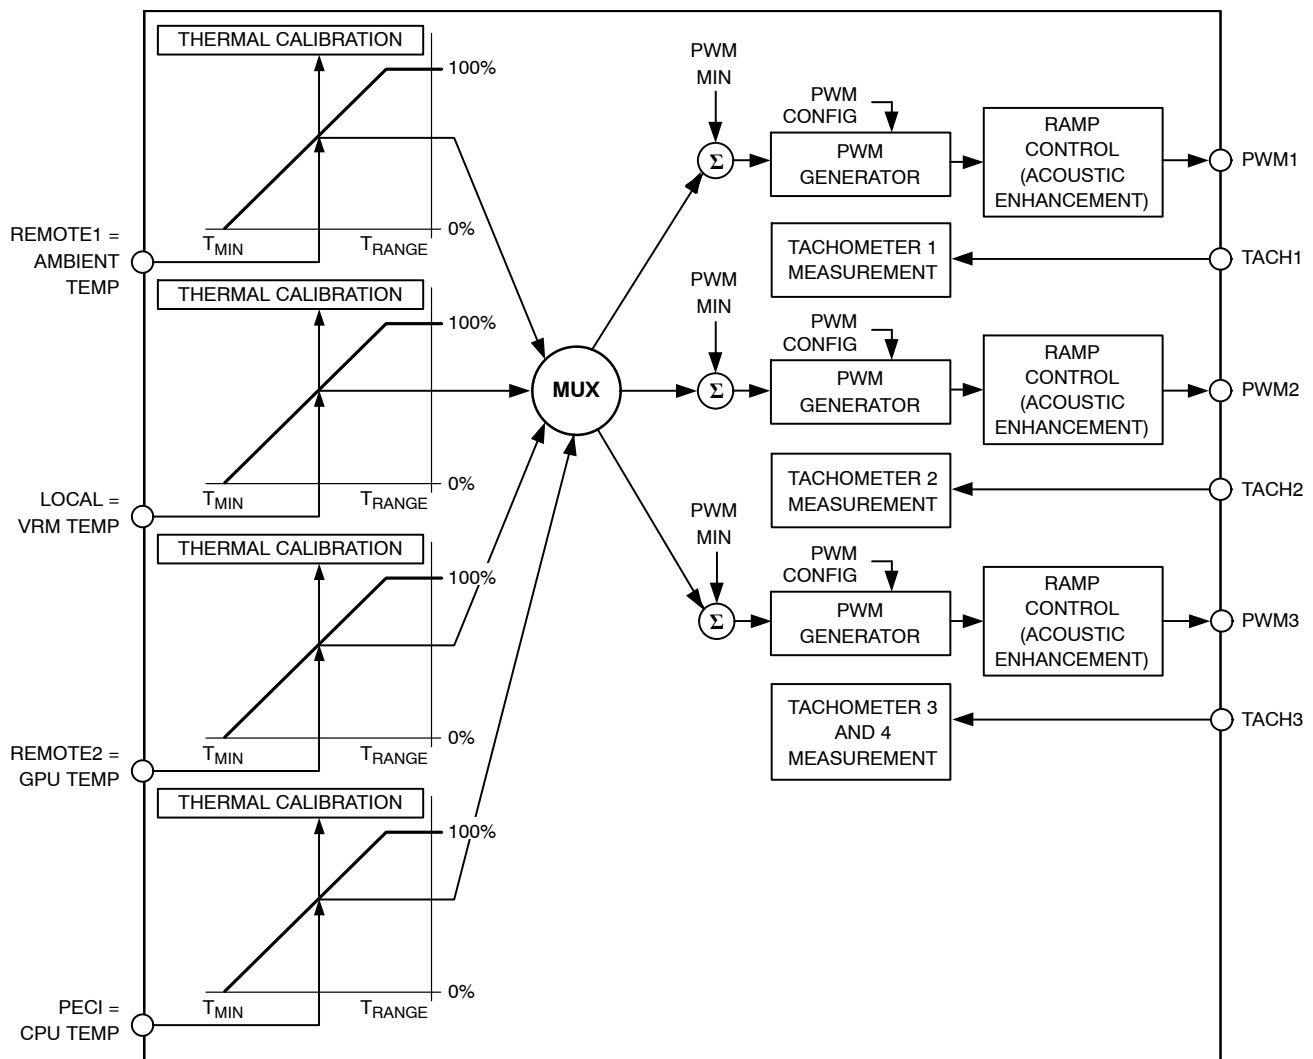 THERMAL CALIBRATION
100%
0%
TMIN
TRANGE
REMOTE1 =
AMBIENT
TEMP
THERMAL CALIBRATION
100%
0%
TMIN
TRANGE
LOCAL =
VRM TEMP
THERMAL CALIBRATION
100%
0%
TMIN
TRANGE
REMOTE2 =
GPU TEMP
THERMAL CALIBRATION
100%
0%
TMIN
TRANGE
PECI =
CPU TEMP
MUX
PWM
MIN
Σ
PWM
CONFIG
PWM
GENERATOR
RAMP
CONTROL
(ACOUSTIC
ENHANCEMENT)
PWM1
TACHOMETER 1
MEASUREMENT
TACH1
PWM
MIN
Σ
PWM
CONFIG
PWM
GENERATOR
RAMP
CONTROL
(ACOUSTIC
ENHANCEMENT)
PWM2
TACHOMETER 2
MEASUREMENT
TACH2
PWM
MIN
Σ
PWM
CONFIG
PWM
GENERATOR
RAMP
CONTROL
(ACOUSTIC
ENHANCEMENT)
PWM3
TACHOMETER 3
AND 4
MEASUREMENT
TACH3